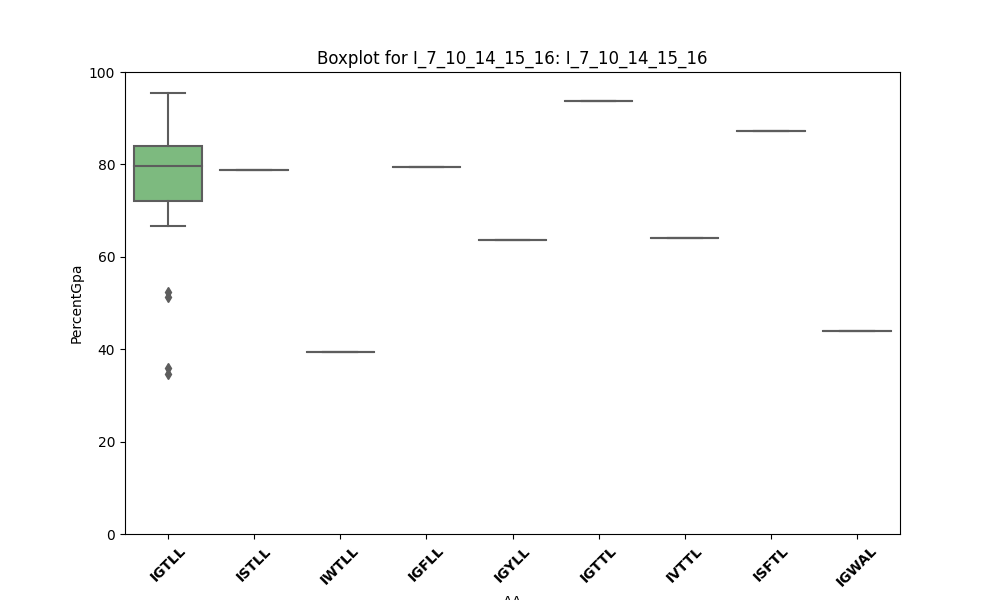 Boxplot for I_7_10_14_15_16: I_7_10_14_15_16
100
80
60
40
20
0
PercentGpa
IGTLL
ISTLL
IWTLL
IGFLL
IGYLL
IGTTL
IVTTL
ISFTL
IGWAL
AA